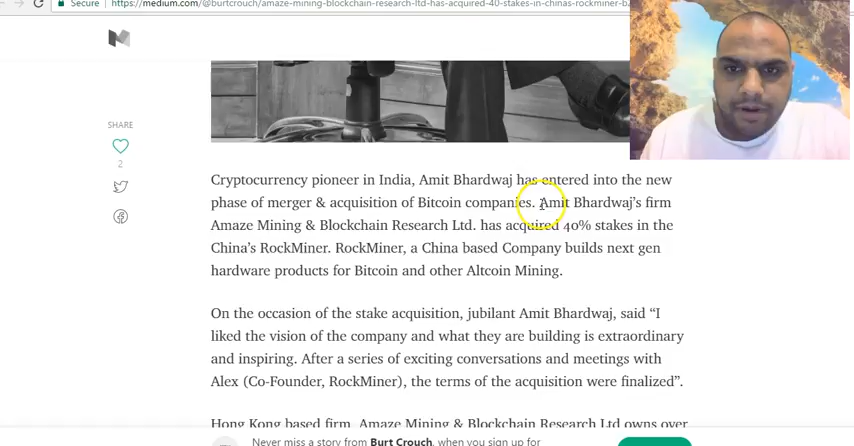 Secure https://medium.com/@burtcrouch/amaze-mining-blockchain-research-ltd-has-acquired-40-stakes-in-chinas-rockminer-b
SHARE
2
Cryptocurrency pioneer in India, Amit Bhardwaj has entered into the new
phase of merger & acquisition of Bitcoin companies. Amit Bhardwaj's firm
Amaze Mining & Blockchain Research Ltd. has acquired 40% stakes in the
China's RockMiner. RockMiner, a China based Company builds next gen
hardware products for Bitcoin and other Altcoin Mining.
On the occasion of the stake acquisition, jubilant Amit Bhardwaj, said “I
liked the vision of the company and what they are building is extraordinary
and inspiring. After a series of exciting conversations and meetings with
Alex (Co-Founder, RockMiner), the terms of the acquisition were finalized”.
Hong Kong based firm, Amaze Mining & Blockchain Research Ltd owns over
Never miss a story from Burt Crouch, when you sign up for